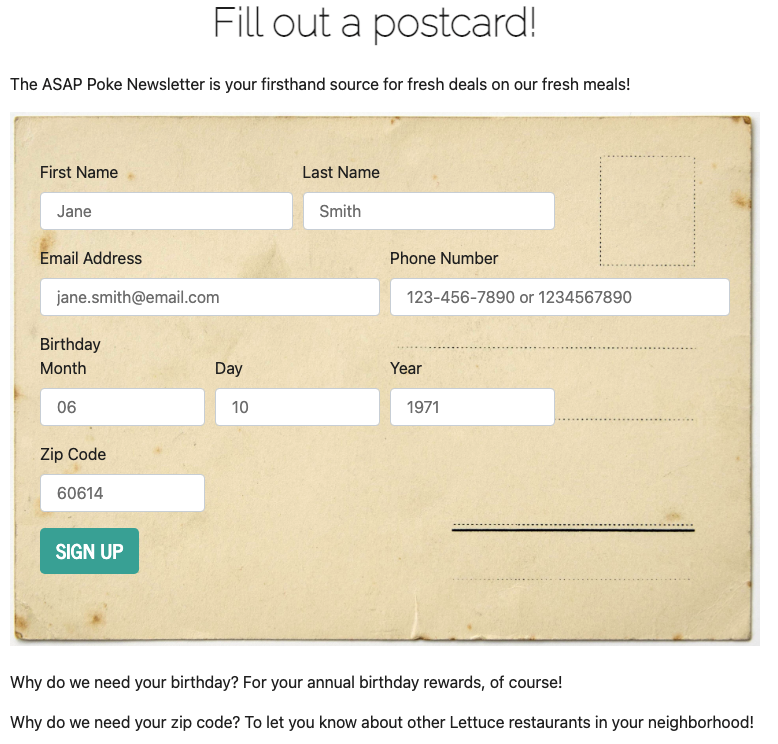 Fill out a postcard!
The ASAP Poke Newsletter is your firsthand source for fresh deals on our fresh meals!
First Name Last Name
Jane Smith
Email Address Phone Number
jane.smith@email.com 123-456-7890 or 1234567890
Birthday
Month Day Year
06 10 1971
Zip Code
60614
SIGN UP
Why do we need your birthday? For your annual birthday rewards, of course!
Why do we need your zip code? To let you know about other Lettuce restaurants in your neighborhood!